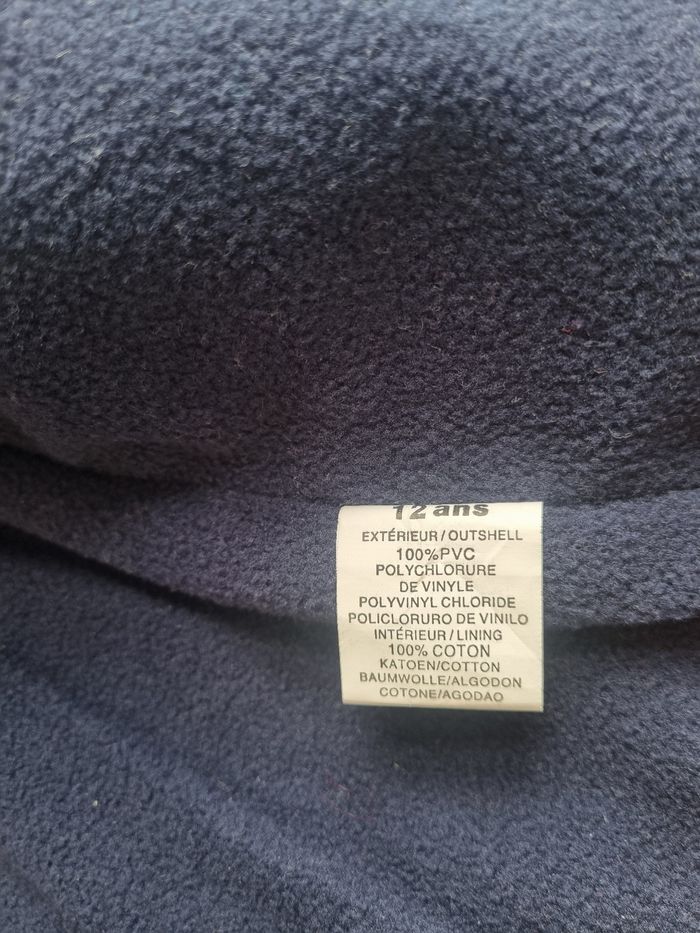 12 ans
EXTÉRIEUR / OUTSHELL
100%PVC
POLYCHLORURE
DE VINYLE
POLYVINYL CHLORIDE
POLICLORURO DE VINILO
INTÉRIEUR / LINING
100% COTON
KATOEN/COTTON
BAUMWOLLE/ALGODON
COTONE/AGODAO